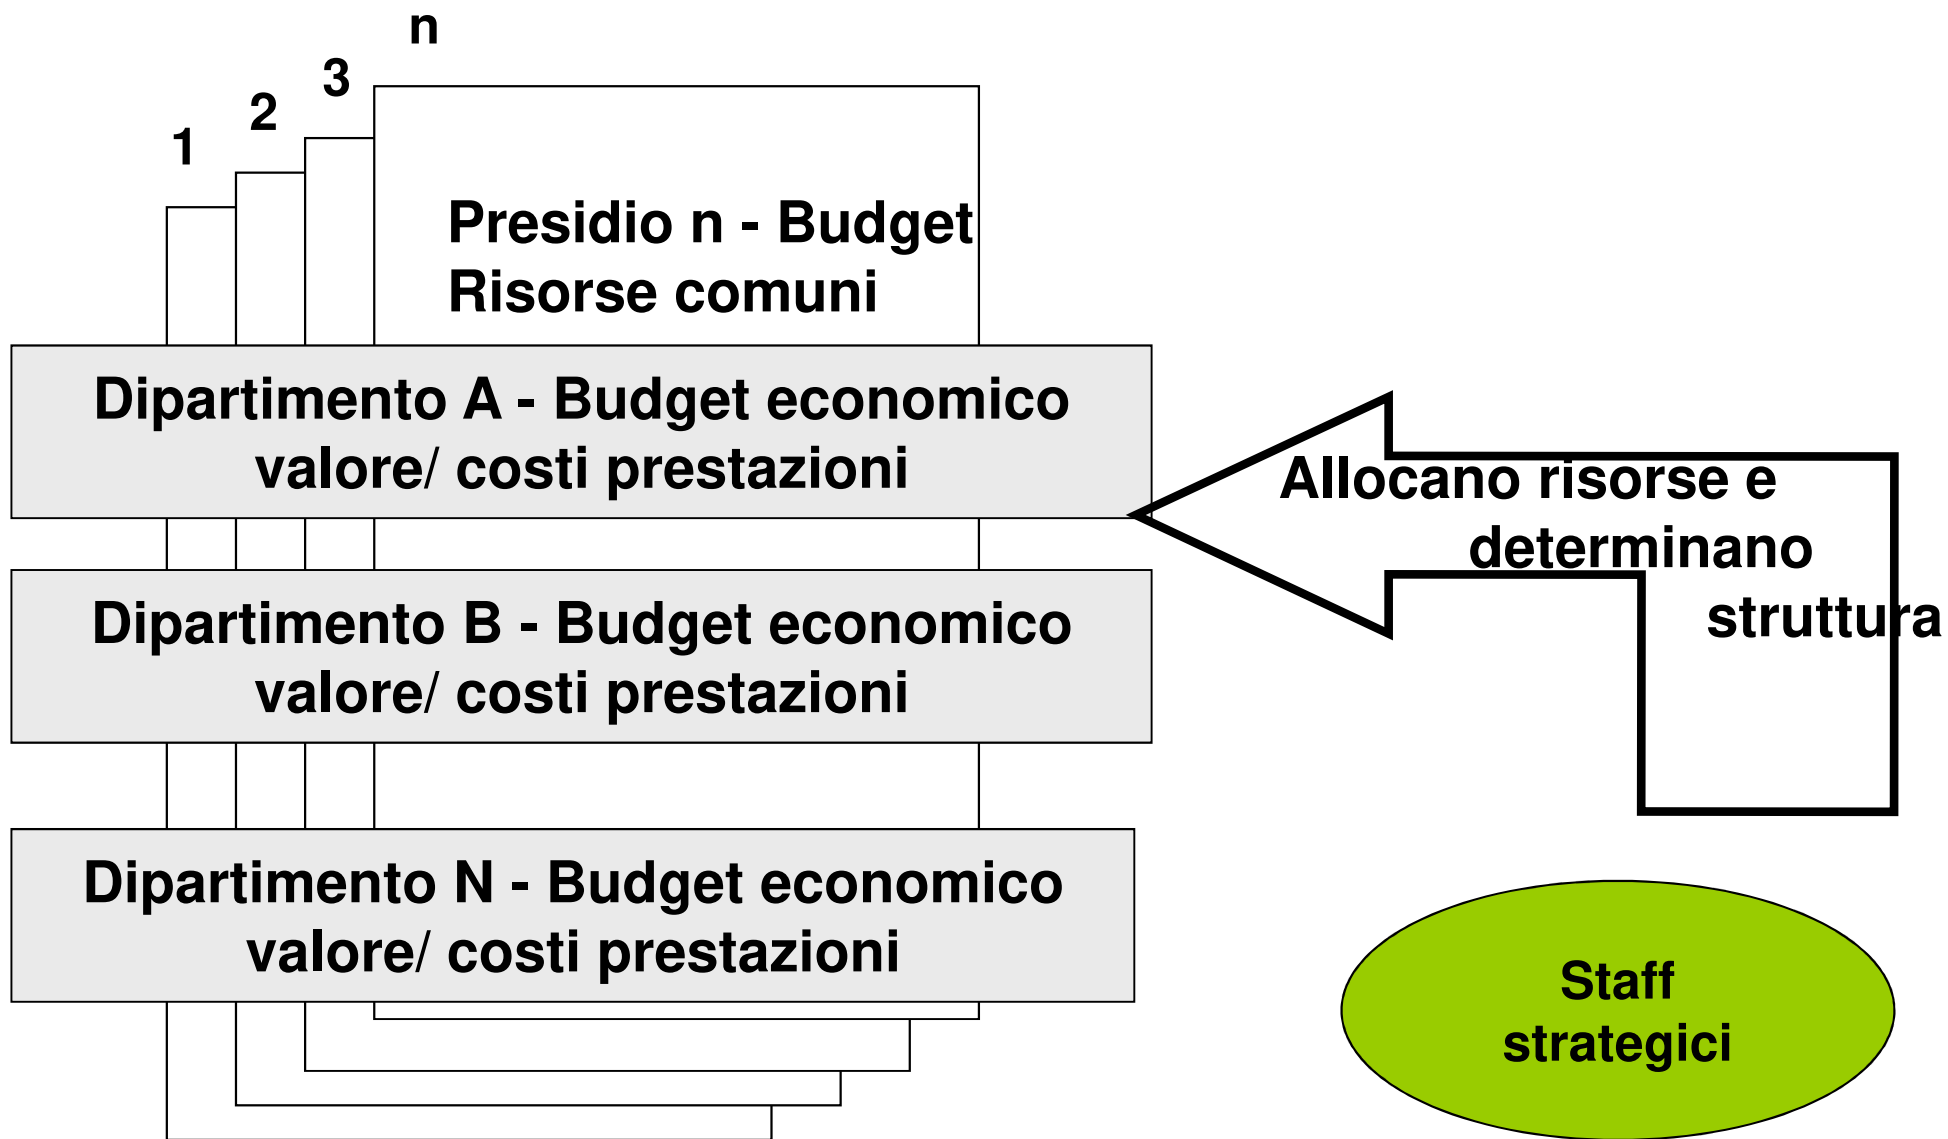 n
3
2
1
Presidio n - Budget
Risorse comuni
Dipartimento A - Budget economico
valore/ costi prestazioni
Allocano risorse e
determinano
struttura
Dipartimento B - Budget economico
valore/ costi prestazioni
Dipartimento N - Budget economico
valore/ costi prestazioni
Staff
strategici